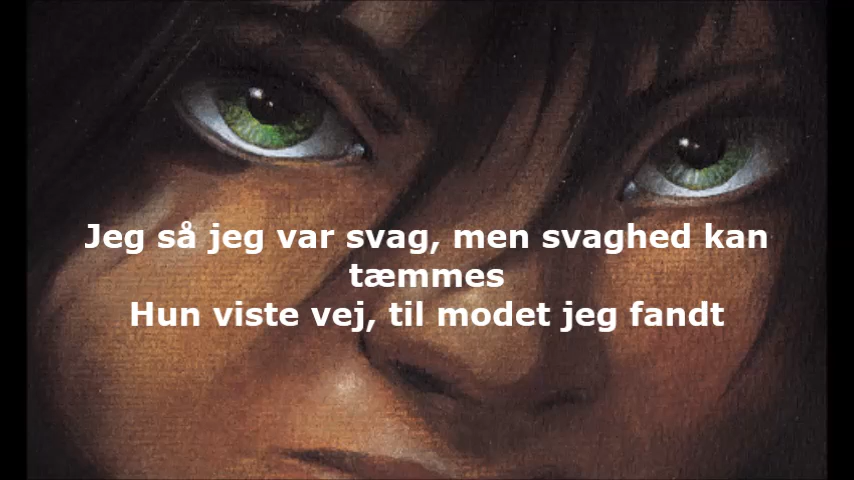 Jeg så jeg var svag, men svaghed kan
tæmmes
Hun viste vej, til modet jeg fandt